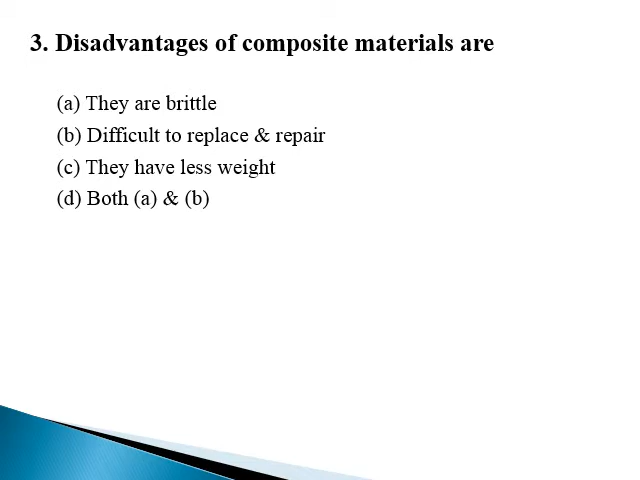 3. Disadvantages of composite materials are
(a) They are brittle
(b) Difficult to replace & repair
(c) They have less weight
(d) Both (a) & (b)